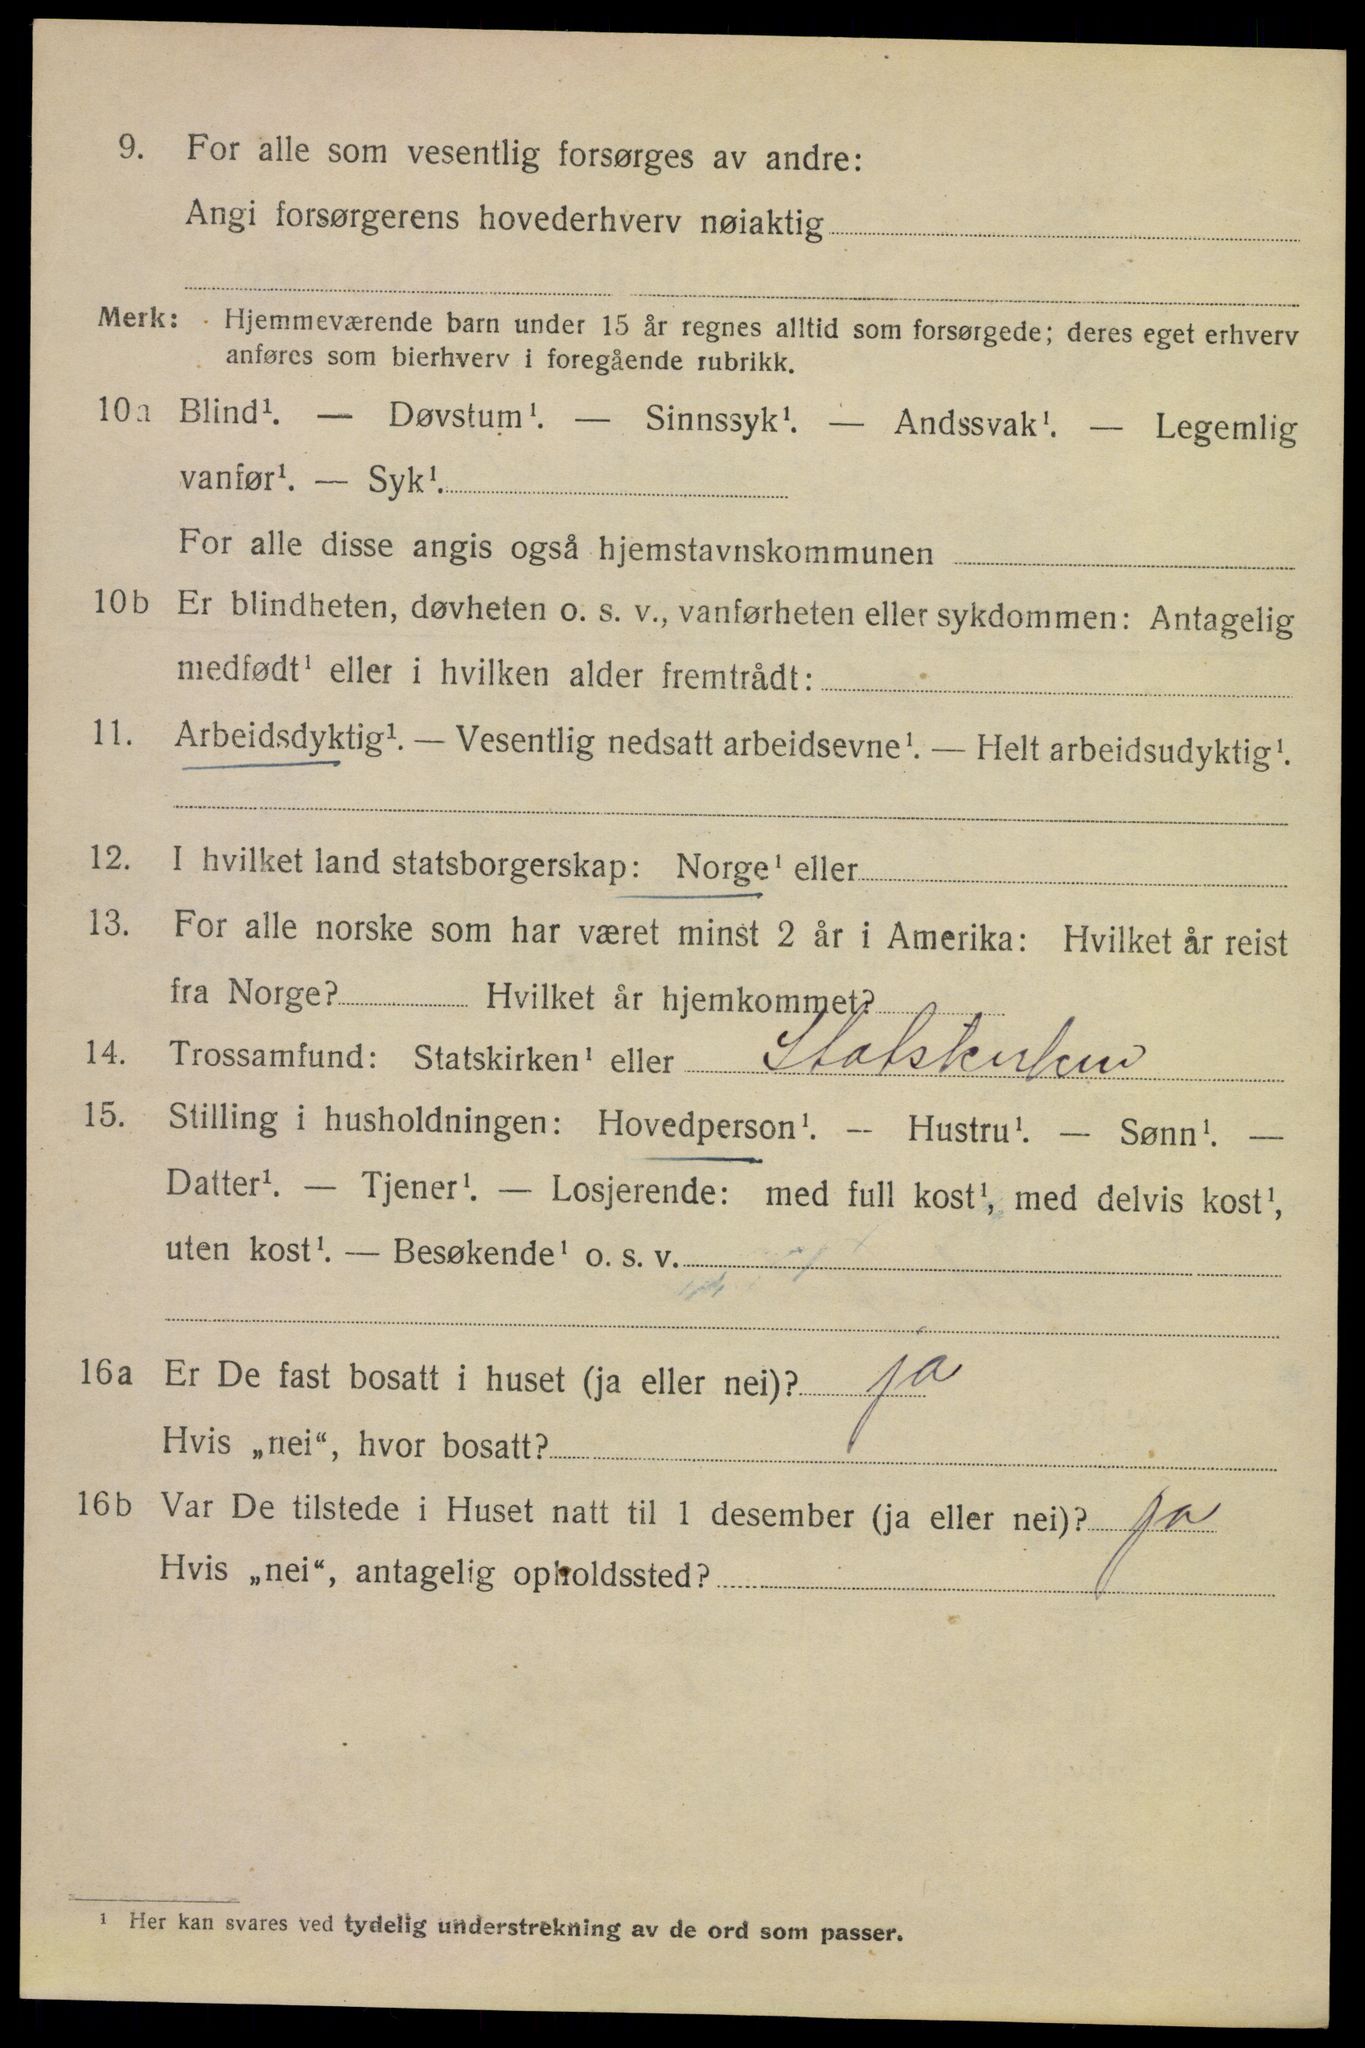 9. For alle som vesentlig forsørges av andre:
Angi forsørgerens hovederhverv nøiaktig
Merk: Hjemmeværende barn under 15 år regnes alltid som forsørgede; deres eget erhverv
anføres som bierhverv i foregående rubrikk.
10a Blind¹. — Døvstum¹. — Sinnssyk¹. — Andssvak¹. — Legemlig
vanfør¹. — Syk¹.
For alle disse angis også hjemstavnskommunen
10b Er blindheten, døvheten o. s. v., vanførheten eller sykdommen: Antagelig
medfødt¹ eller i hvilken alder fremtrådt:
11. Arbeidsdyktig¹. — Vesentlig nedsatt arbeidsevne¹. — Helt arbeidsudyktig¹.
12. I hvilket land statsborgerskap: Norge¹ eller
13. For alle norske som har været minst 2 år i Amerika: Hvilket år reist
fra Norge? Hvilket år hjemkommet?
14. Trossamfund: Statskirken¹ eller Statskirken
15. Stilling i husholdningen: Hovedperson¹. — Hustru¹. — Sønn¹. —
Datter¹. — Tjener¹. — Losjerende: med full kost¹, med delvis kost¹,
uten kost¹. — Besøkende¹ o. s. v.
16a Er De fast bosatt i huset (ja eller nei)? ja
Hvis „nei“, hvor bosatt?
16b Var De tilstede i Huset natt til 1 desember (ja eller nei)? ja
Hvis „nei“, antagelig opholdssted?
¹ Her kan svares ved tydelig understrekning av de ord som passer.